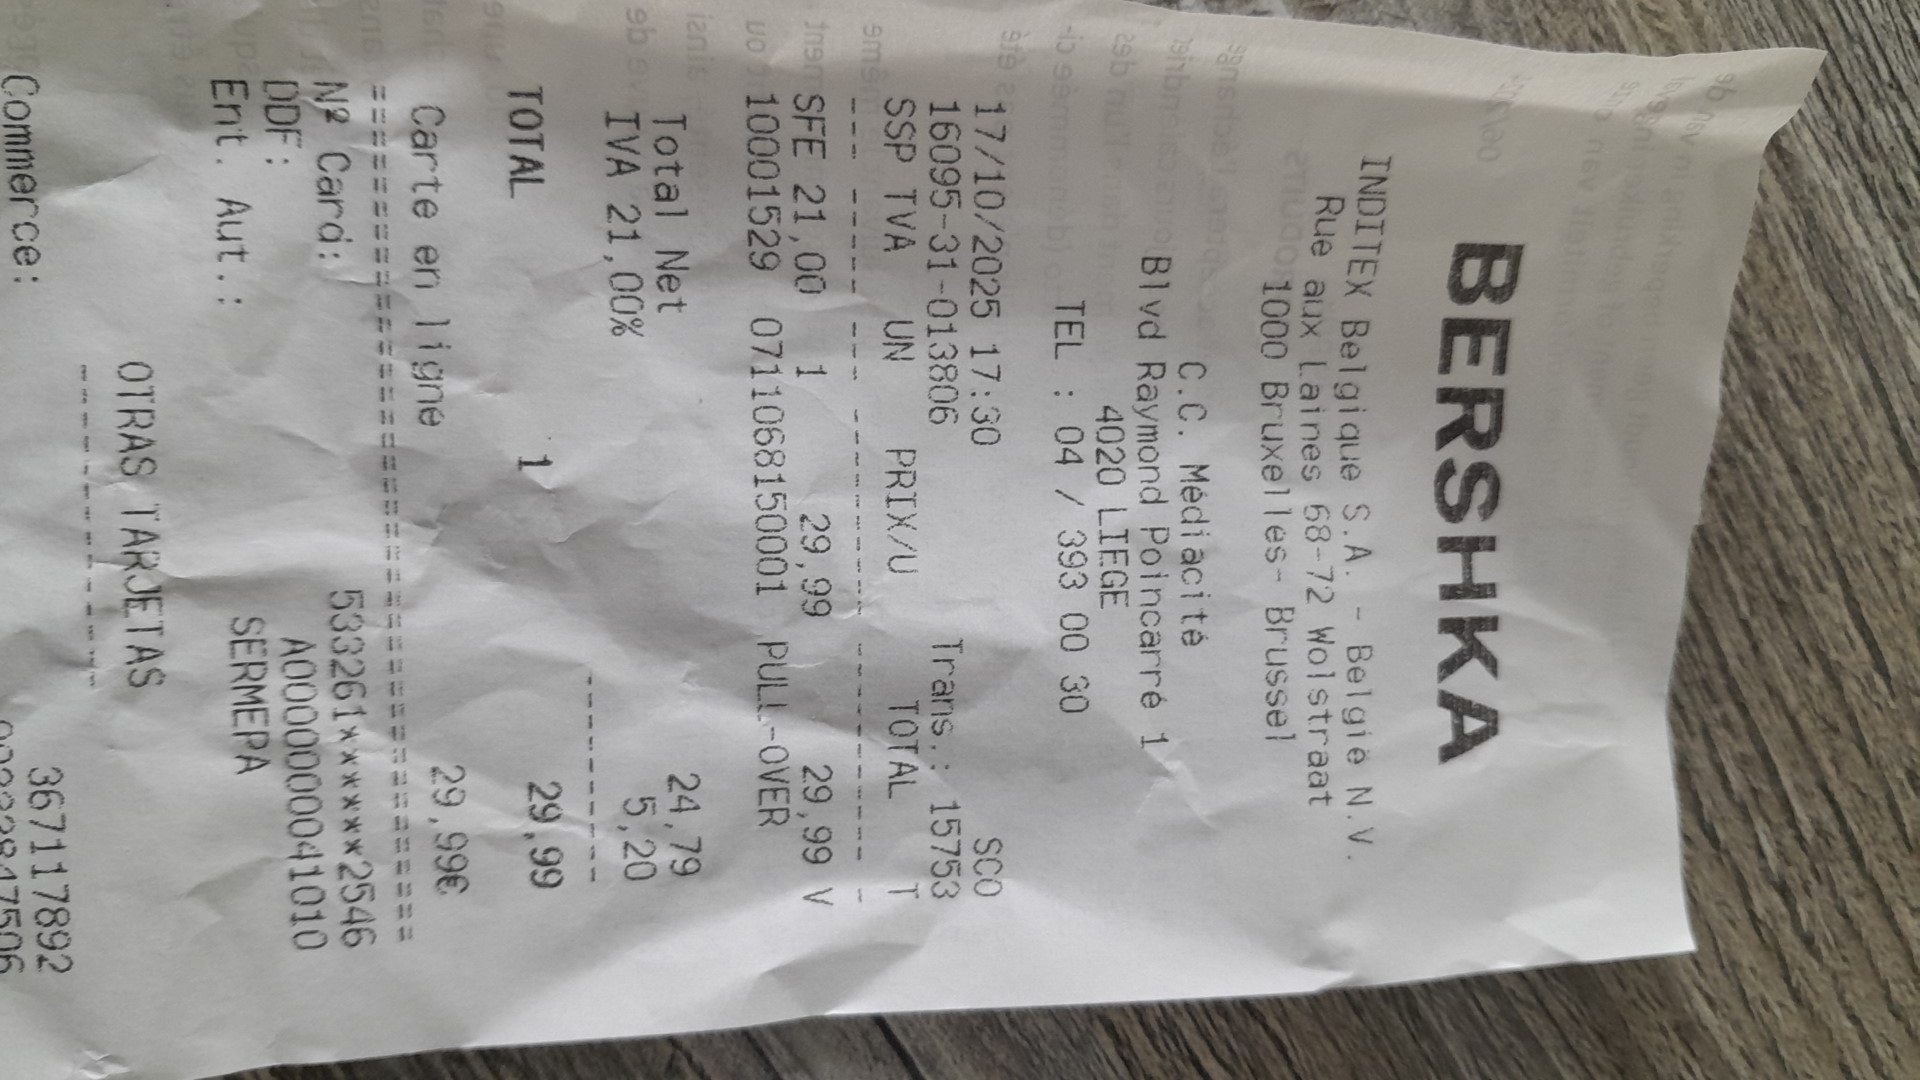 BERSHKA
INDITEX Belgique S.A. - België N.V.
Rue aux Laines 68-72 Wolstraat
1000 Bruxelles- Brussel
C.C. Médiacité
Blvd Raymond Poincarré 1
4020 LIEGE
TEL : 04 / 393 00 30
17/10/2025 17:30 SCO
16095-31-013806 Trans.: 15753
SSP TVA UN PRIX/U TOTAL T
--- ----- --- ---------- ---------- -
SFE 21,00 1 29,99 29,99 V
10001529 0711068150001 PULL-OVER
Total Net 24,79
IVA 21,00% 5,20
----------
TOTAL 1 29,99
Carte en ligne 29,99€
========================================
Nº Card: 533261******2546
DDF: A0000000041010
Ent. Aut.: SERMEPA
OTRAS TARJETAS
----------------
Commerce: 367117892